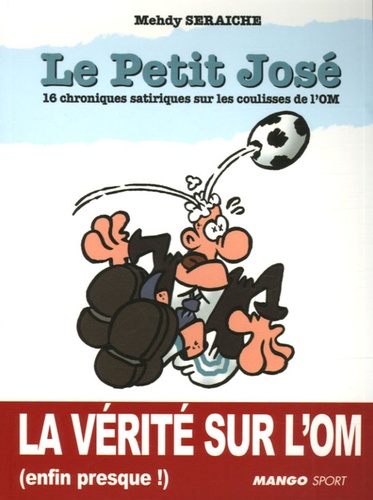 Mehdy SERAICHE
Le Petit José
16 chroniques satiriques sur les coulisses de l'OM
LA VÉRITÉ SUR L'OM
(enfin presque !)
MANGO SPORT